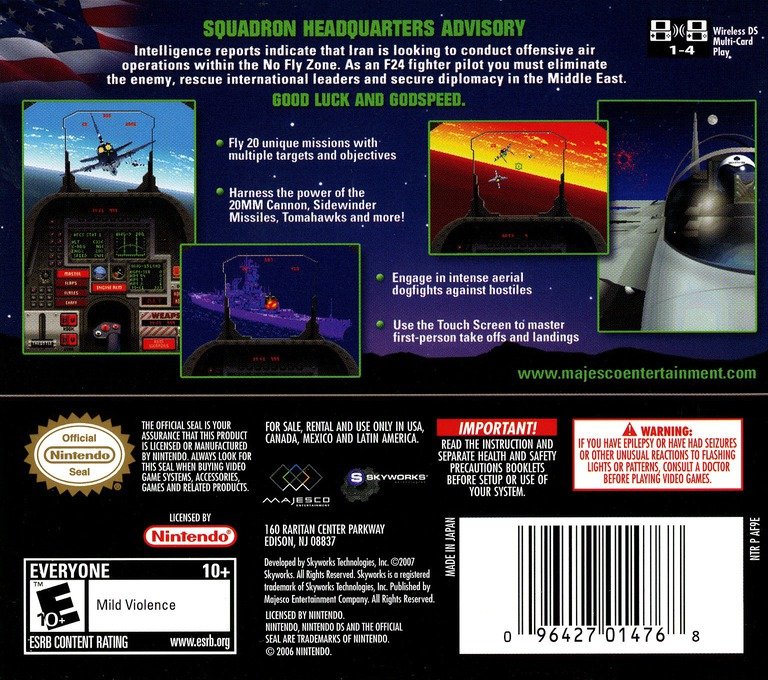 SQUADRON HEADQUARTERS ADVISORY
Intelligence reports indicate that Iran is looking to conduct offensive air
operations within the No Fly Zone. As an F24 fighter pilot you must eliminate
the enemy, rescue international leaders and secure diplomacy in the Middle East.
GOOD LUCK AND GODSPEED.
1-4
Wireless DS
Multi-Card
Play
Fly 20 unique missions with
multiple targets and objectives
Harness the power of the
20MM Cannon, Sidewinder
Missiles, Tomahawks and more!
Engage in intense aerial
dogfights against hostiles
Use the Touch Screen to master
first-person take offs and landings
www.majescoentertainment.com
Official
Nintendo
Seal
THE OFFICIAL SEAL IS YOUR
ASSURANCE THAT THIS PRODUCT
IS LICENSED OR MANUFACTURED
BY NINTENDO. ALWAYS LOOK FOR
THIS SEAL WHEN BUYING VIDEO
GAME SYSTEMS, ACCESSORIES,
GAMES AND RELATED PRODUCTS.
LICENSED BY
Nintendo
EVERYONE 10+
TM
E
10+
Mild Violence
ESRB CONTENT RATING www.esrb.org
FOR SALE, RENTAL AND USE ONLY IN USA,
CANADA, MEXICO AND LATIN AMERICA.
MAJESCO
ENTERTAINMENT
S SKYWORKS
160 RARITAN CENTER PARKWAY
EDISON, NJ 08837
Developed by Skyworks Technologies, Inc. ©2007
Skyworks. All Rights Reserved. Skyworks is a registered
trademark of Skyworks Technologies, Inc. Published by
Majesco Entertainment Company. All Rights Reserved.
LICENSED BY NINTENDO.
NINTENDO, NINTENDO DS AND THE OFFICIAL
SEAL ARE TRADEMARKS OF NINTENDO.
© 2006 NINTENDO.
IMPORTANT!
READ THE INSTRUCTION AND
SEPARATE HEALTH AND SAFETY
PRECAUTIONS BOOKLETS
BEFORE SETUP OR USE OF
YOUR SYSTEM.
WARNING:
IF YOU HAVE EPILEPSY OR HAVE HAD SEIZURES
OR OTHER UNUSUAL REACTIONS TO FLASHING
LIGHTS OR PATTERNS, CONSULT A DOCTOR
BEFORE PLAYING VIDEO GAMES.
MADE IN JAPAN
0 96427 01476 8
NTR P AF9E